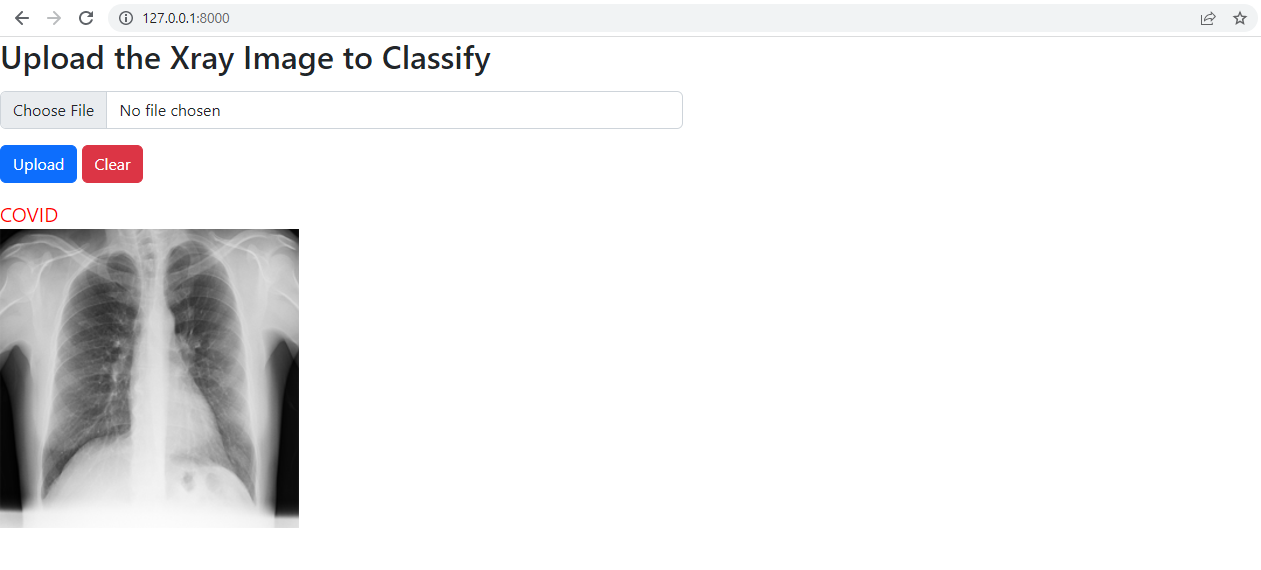 127.0.0.1:8000
Upload the Xray Image to Classify
Choose File No file chosen
Upload Clear
COVID